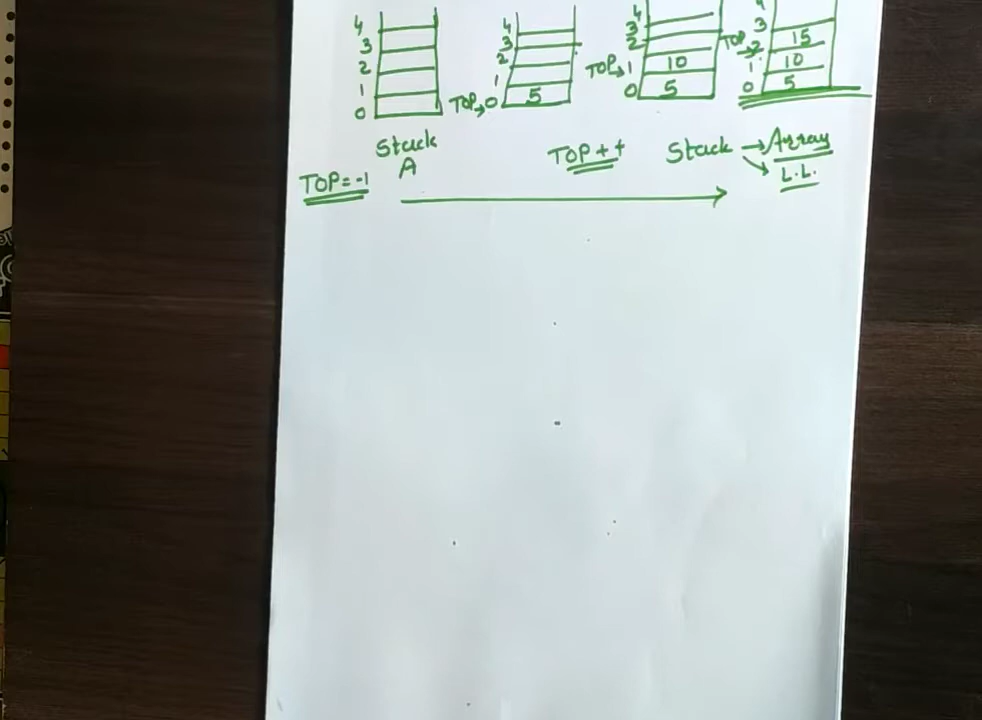 4 3 2 1 0
TOP→ 4 3 2 1 0 5
TOP→ 4 3 2 1 0 10 5
TOP→ 4 3 2 1 0 15 10 5
Stack A
TOP++
Stack → Array
→ L.L.
TOP=-1